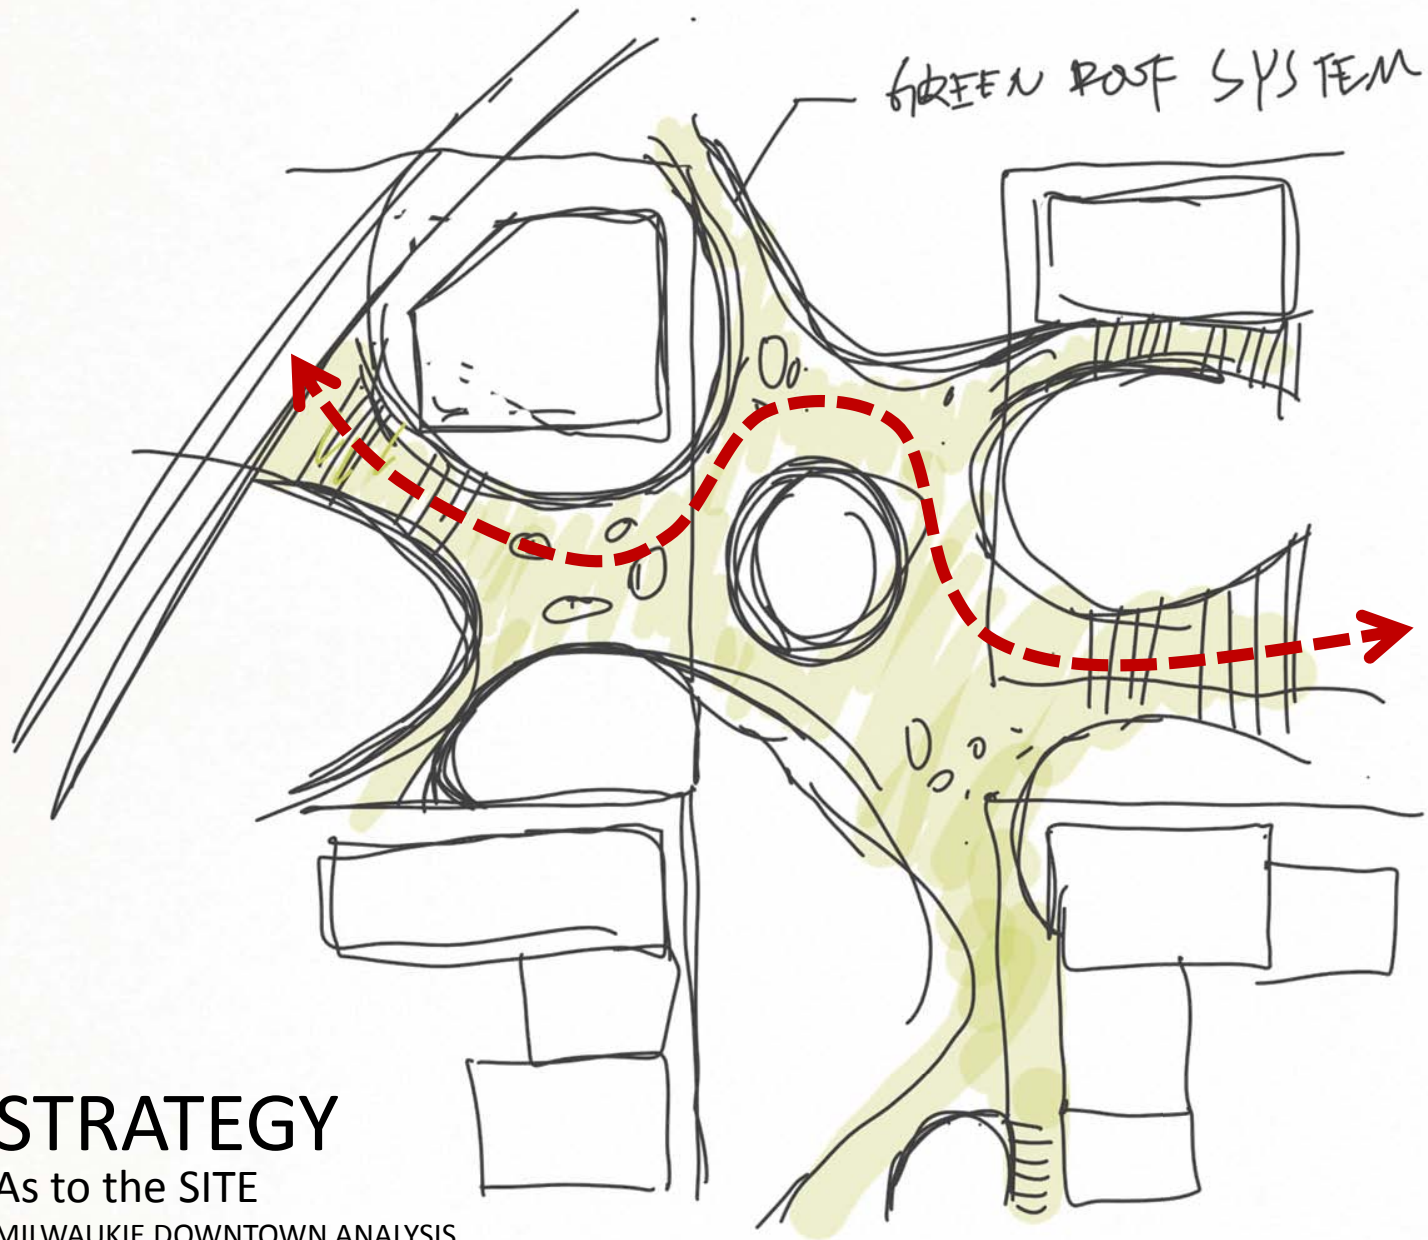 GREEN ROOF SYSTEM
STRATEGY
As to the SITE
MILWAUKIE DOWNTOWN ANALYSIS